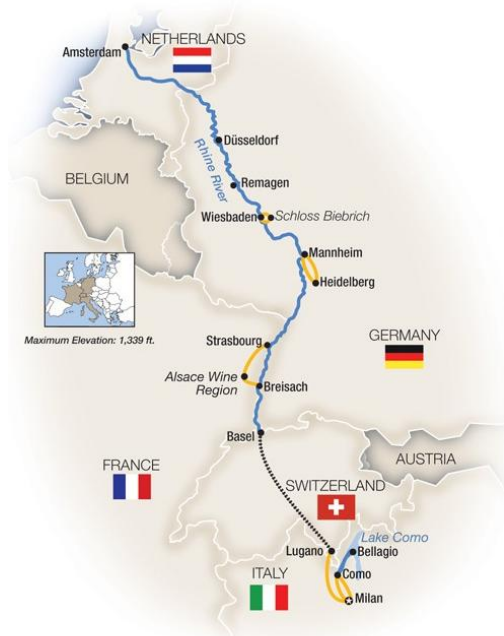 NETHERLANDS
Amsterdam
Düsseldorf
Rhine River
BELGIUM
Remagen
Wiesbaden
Schloss Biebrich
Mannheim
Heidelberg
Maximum Elevation: 1,339 ft.
Strasbourg
GERMANY
Alsace Wine
Region
Breisach
Basel
AUSTRIA
FRANCE
SWITZERLAND
Lake Como
Lugano
Bellagio
ITALY
Como
Milan